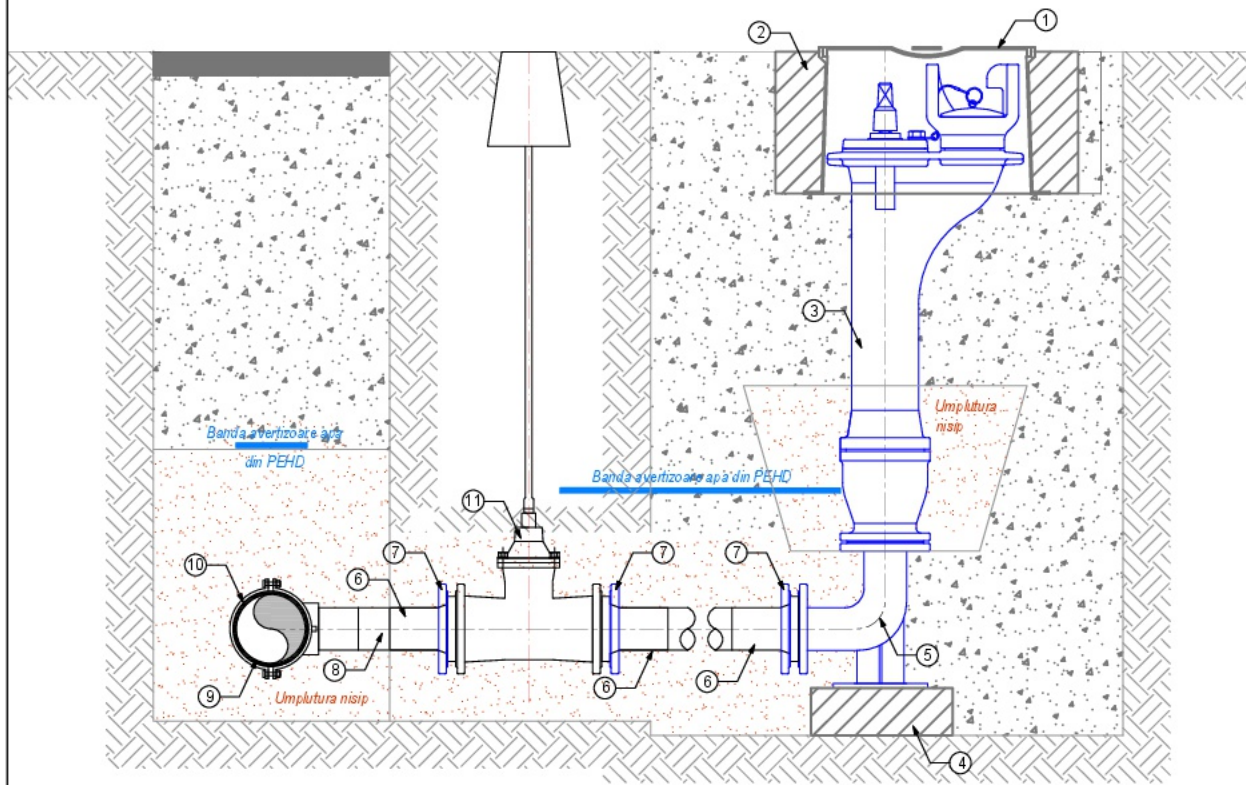 1
2
3
Umplutura
nisip
Banda avertizoare apa
din PEHD
Banda avertizoare apa din PEHD
11
10
6
7
7
7
9
8
6
6
5
Umplutura nisip
4